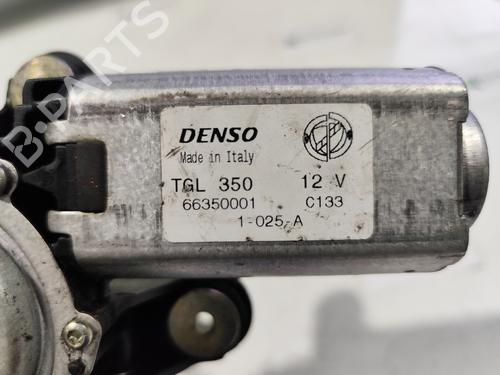 DENSO
Made in Italy
TGL 350 12 V
66350001 C133
1-025-A
B-PARTS